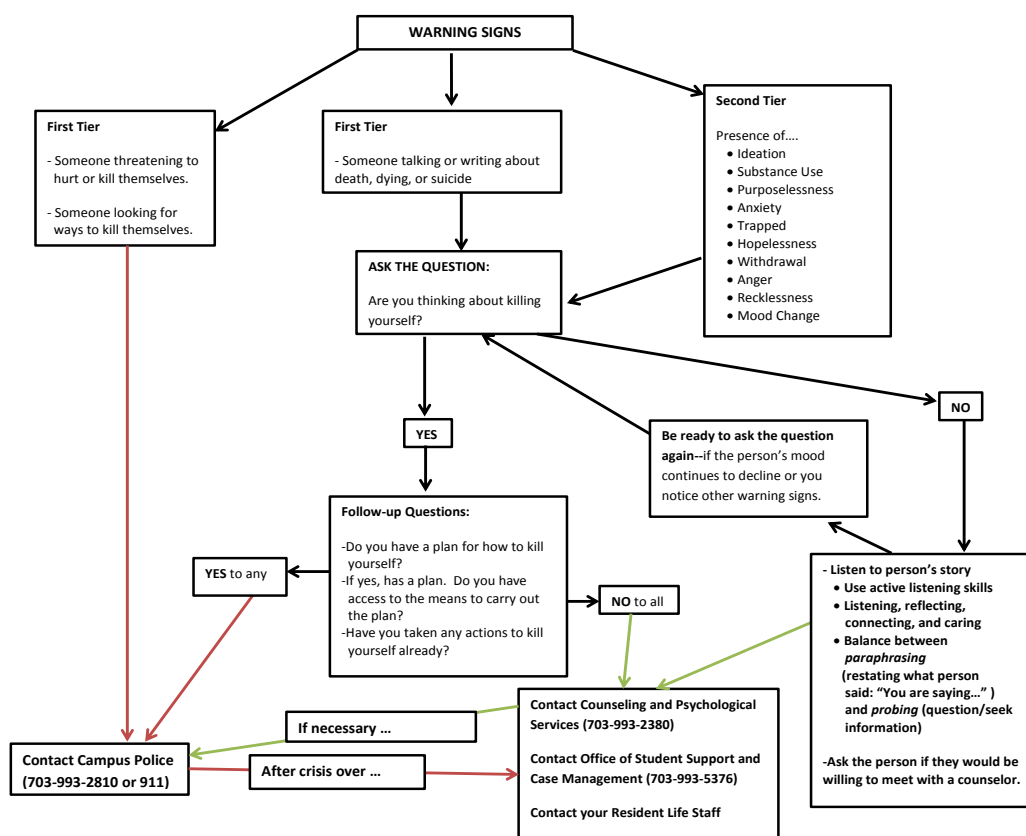 WARNING SIGNS
First Tier
- Someone threatening to
hurt or kill themselves.
- Someone looking for
ways to kill themselves.
First Tier
- Someone talking or writing about
death, dying, or suicide
Second Tier
Presence of….
• Ideation
• Substance Use
• Purposelessness
• Anxiety
• Trapped
• Hopelessness
• Withdrawal
• Anger
• Recklessness
• Mood Change
ASK THE QUESTION:
Are you thinking about killing
yourself?
YES
NO
Be ready to ask the question
again--if the person's mood
continues to decline or you
notice other warning signs.
Follow-up Questions:
-Do you have a plan for how to kill
yourself?
-If yes, has a plan. Do you have
access to the means to carry out
the plan?
-Have you taken any actions to kill
yourself already?
YES to any
NO to all
- Listen to person's story
• Use active listening skills
• Listening, reflecting,
connecting, and caring
• Balance between
paraphrasing
(restating what person
said: “You are saying…” )
and probing (question/seek
information)
-Ask the person if they would be
willing to meet with a counselor.
Contact Counseling and Psychological
Services (703-993-2380)
Contact Office of Student Support and
Case Management (703-993-5376)
Contact your Resident Life Staff
If necessary …
After crisis over …
Contact Campus Police
(703-993-2810 or 911)